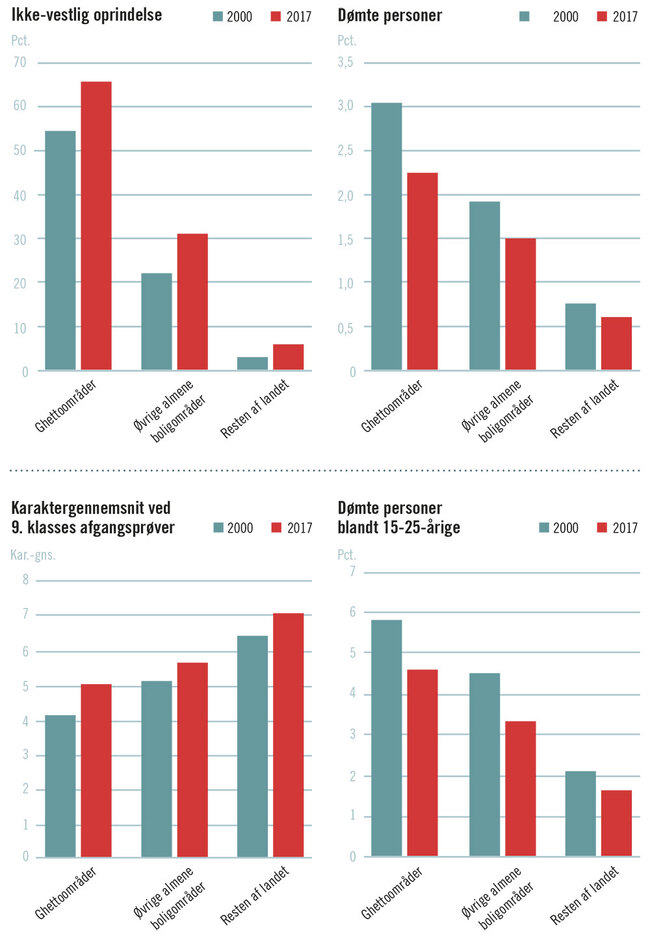 Ikke-vestlig oprindelse
2000 2017
Pct.
70
60
50
40
30
20
10
0
Ghettoområder
Øvrige almene
boligområder
Resten af landet
Dømte personer
2000 2017
Pct.
3,5
3,0
2,5
2,0
1,5
1,0
0,5
0
Ghettoområder
Øvrige almene
boligområder
Resten af landet
Karaktergennemsnit ved
9. klasses afgangsprøver
2000 2017
Kar.-gns.
8
7
6
5
4
3
2
1
0
Ghettoområder
Øvrige almene
boligområder
Resten af landet
Dømte personer
blandt 15-25-årige
2000 2017
Pct.
7
6
5
4
3
2
1
0
Ghettoområder
Øvrige almene
boligområder
Resten af landet